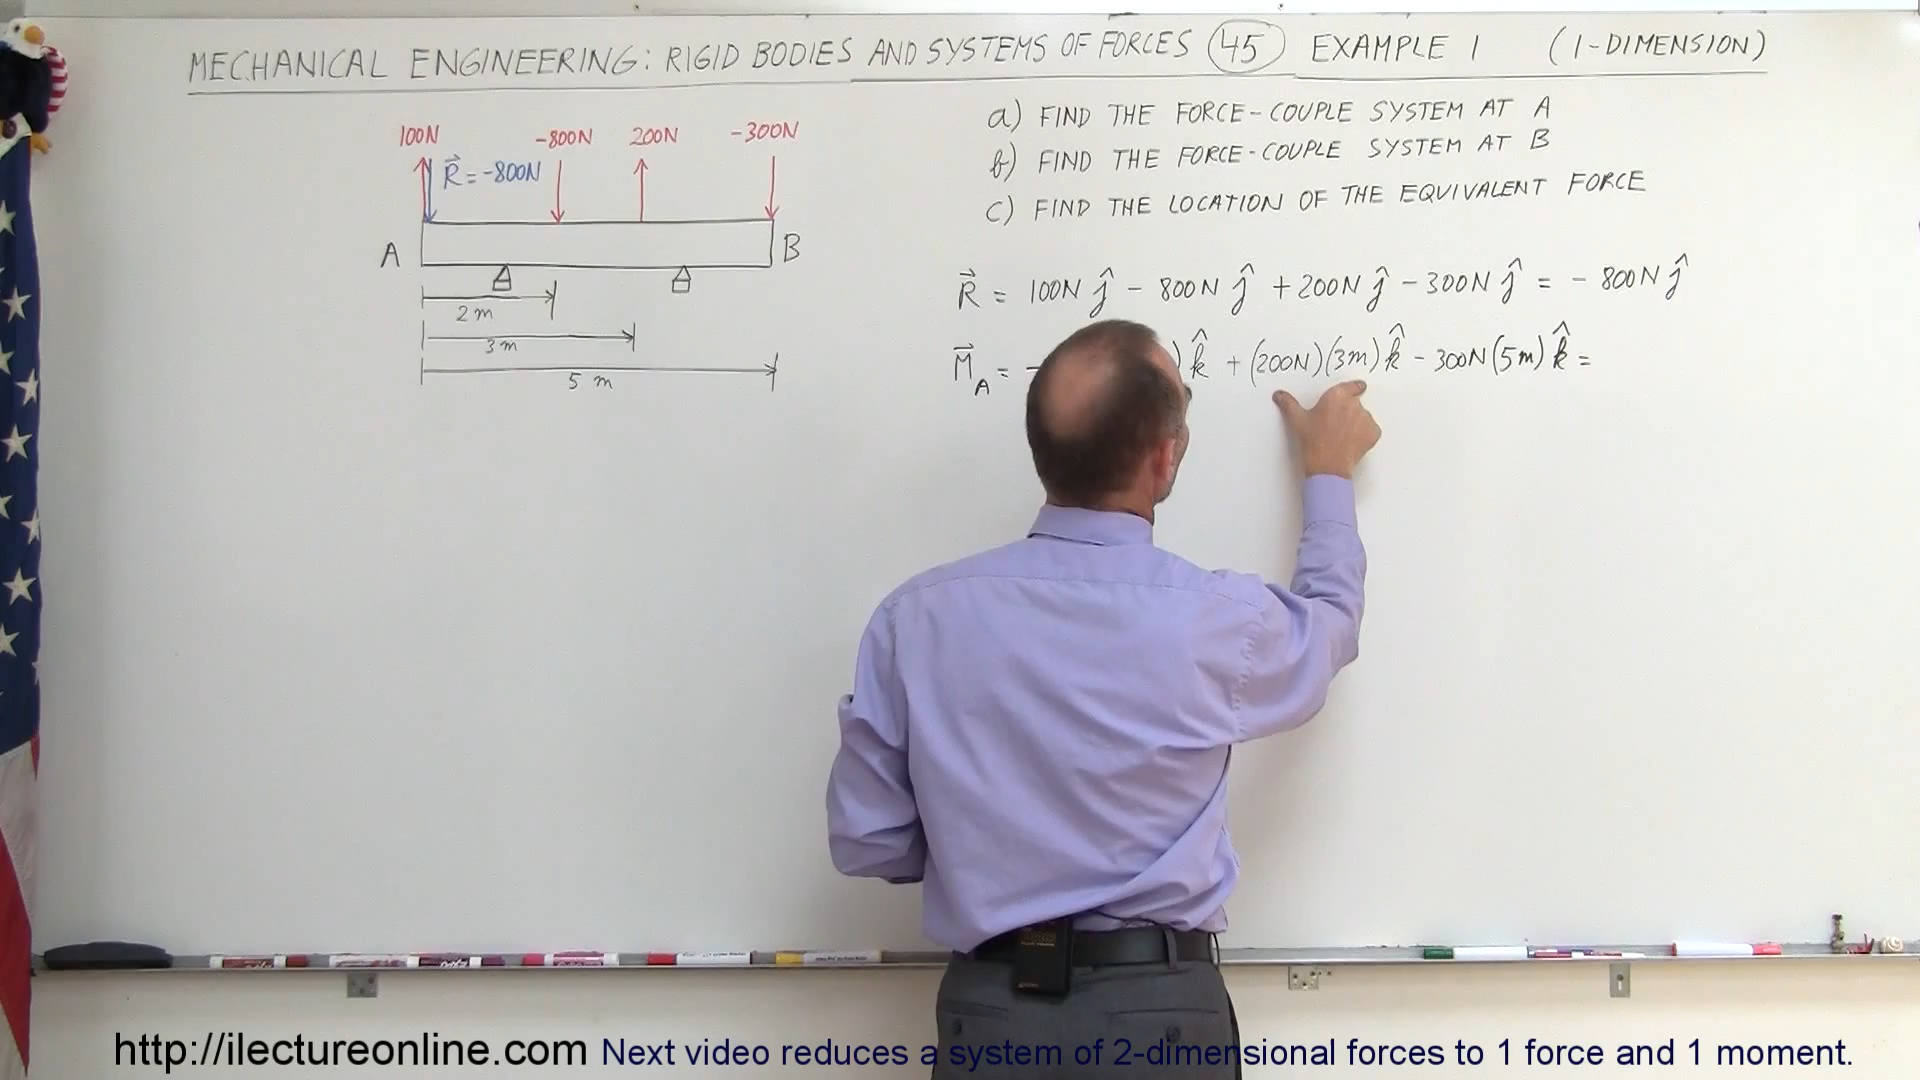 MECHANICAL ENGINEERING: RIGID BODIES AND SYSTEMS OF FORCES 45 EXAMPLE 1 (1-DIMENSION)
a) FIND THE FORCE-COUPLE SYSTEM AT A
b) FIND THE FORCE-COUPLE SYSTEM AT B
c) FIND THE LOCATION OF THE EQUIVALENT FORCE
100N -800N 200N -300N
R⃗ = -800N
A B
2 m
3 m
5 m
R⃗ = 100N ĵ - 800N ĵ + 200N ĵ - 300N ĵ = - 800N ĵ
M⃗A = - ) k̂ + (200N)(3m) k̂ - 300N(5m) k̂ =
http://ilectureonline.com Next video reduces a system of 2-dimensional forces to 1 force and 1 moment.